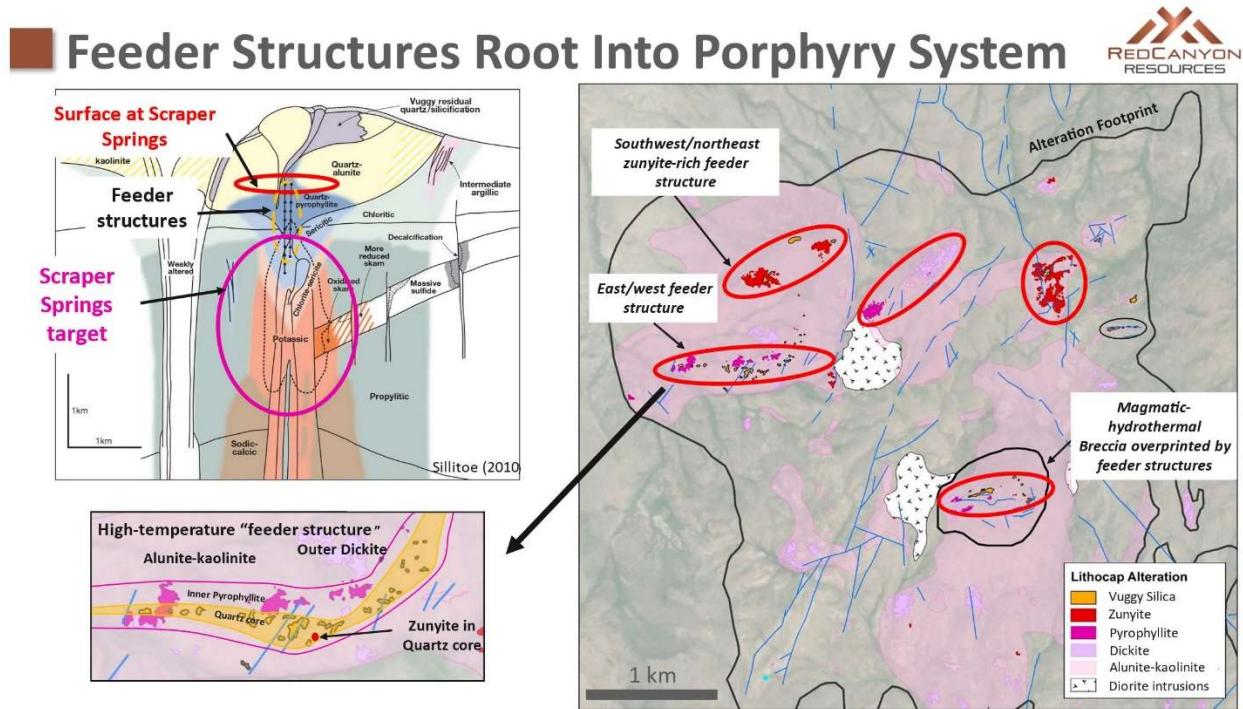 Feeder Structures Root Into Porphyry System
REDCANYON
RESOURCES
Surface at Scraper
Springs
Feeder
structures
Scraper
Springs
target
Vuggy residual
quartz/silicification
kaolinite
Quartz-
alunite
Intermediate
argillic
Quartz-
pyrophyllite
Sericitic
Chloritic
Decalcification
More
reduced
skarn
Weakly
altered
Chlorite-sericite
Oxidized
skarn
Massive
sulfide
Potassic
Propylitic
1km
1km
Sodic-
calcic
Sillitoe (2010)
High-temperature “feeder structure”
Outer Dickite
Alunite-kaolinite
Inner Pyrophyllite
Quartz core
Zunyite in
Quartz core
Alteration Footprint
Southwest/northeast
zunyite-rich feeder
structure
East/west feeder
structure
Magmatic-
hydrothermal
Breccia overprinted by
feeder structures
Lithocap Alteration
Vuggy Silica
Zunyite
Pyrophyllite
Dickite
Alunite-kaolinite
Diorite intrusions
1 km